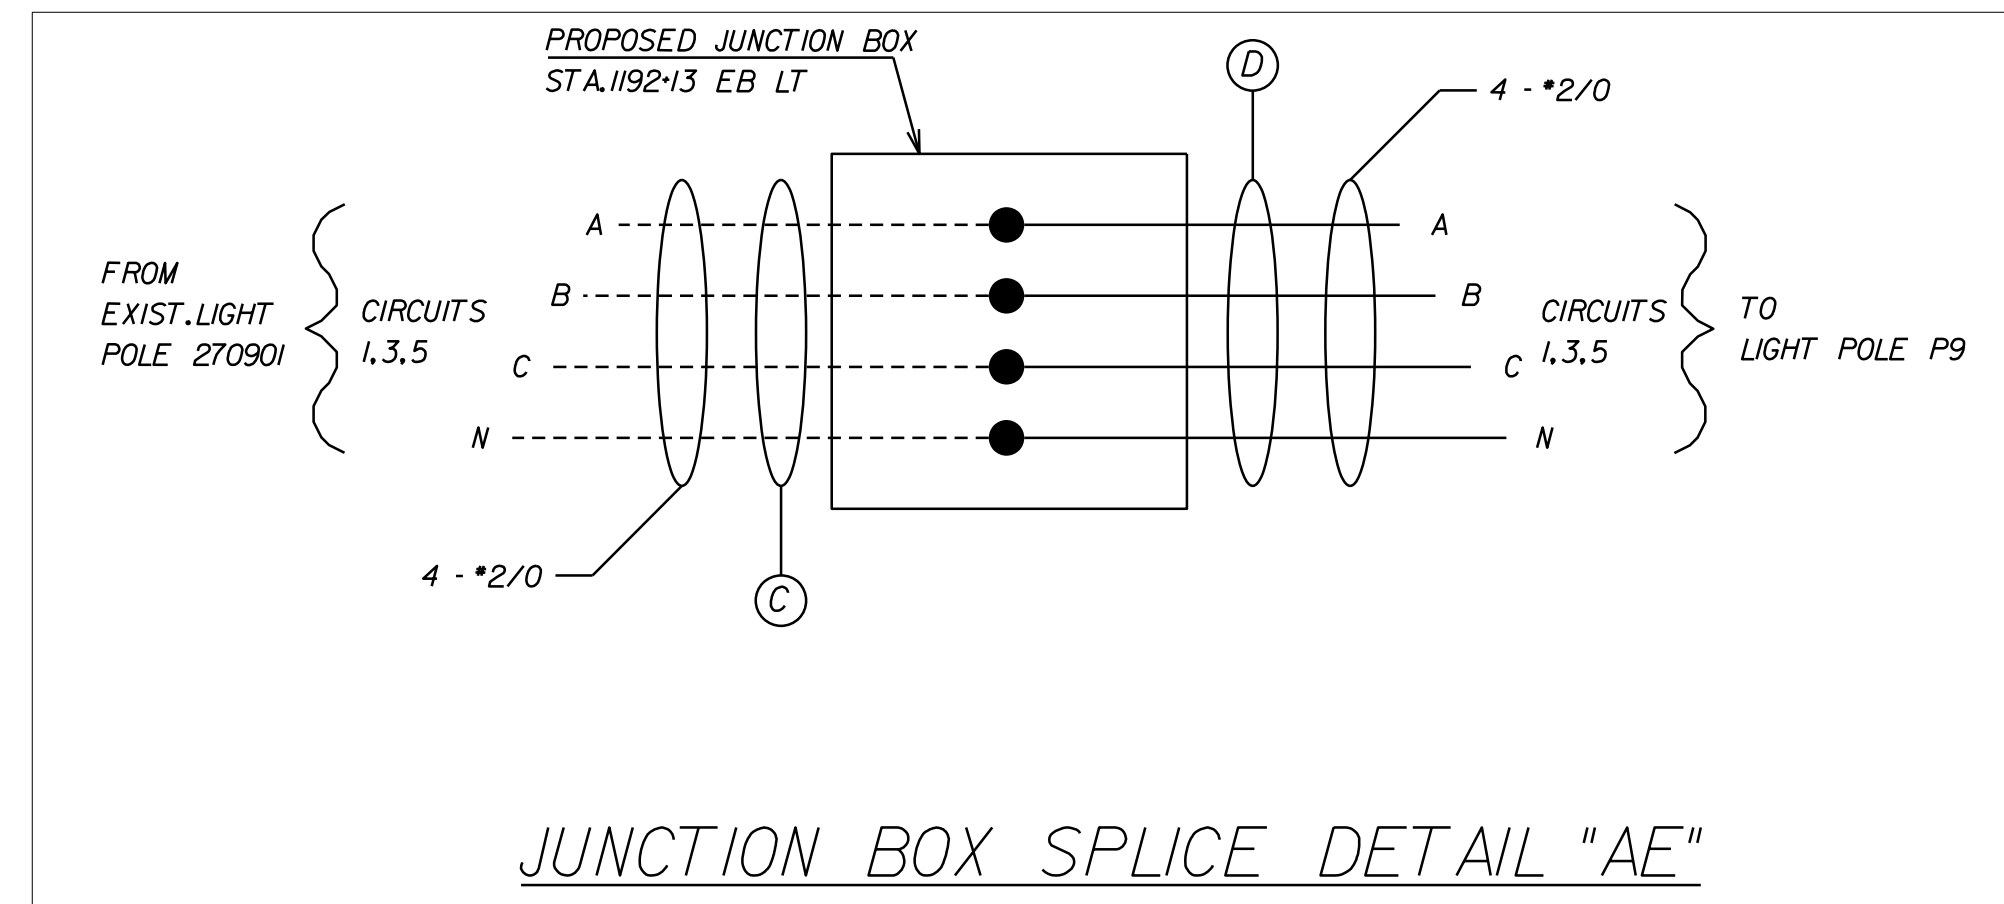 PROPOSED JUNCTION BOX
STA.1192+13 EB LT
D
4 - #2/0
A
A
B
B
C
C
N
N
FROM
EXIST.LIGHT
POLE 270901
CIRCUITS
1,3,5
CIRCUITS
1,3,5
TO
LIGHT POLE P9
4 - #2/0
C
JUNCTION BOX SPLICE DETAIL "AE"